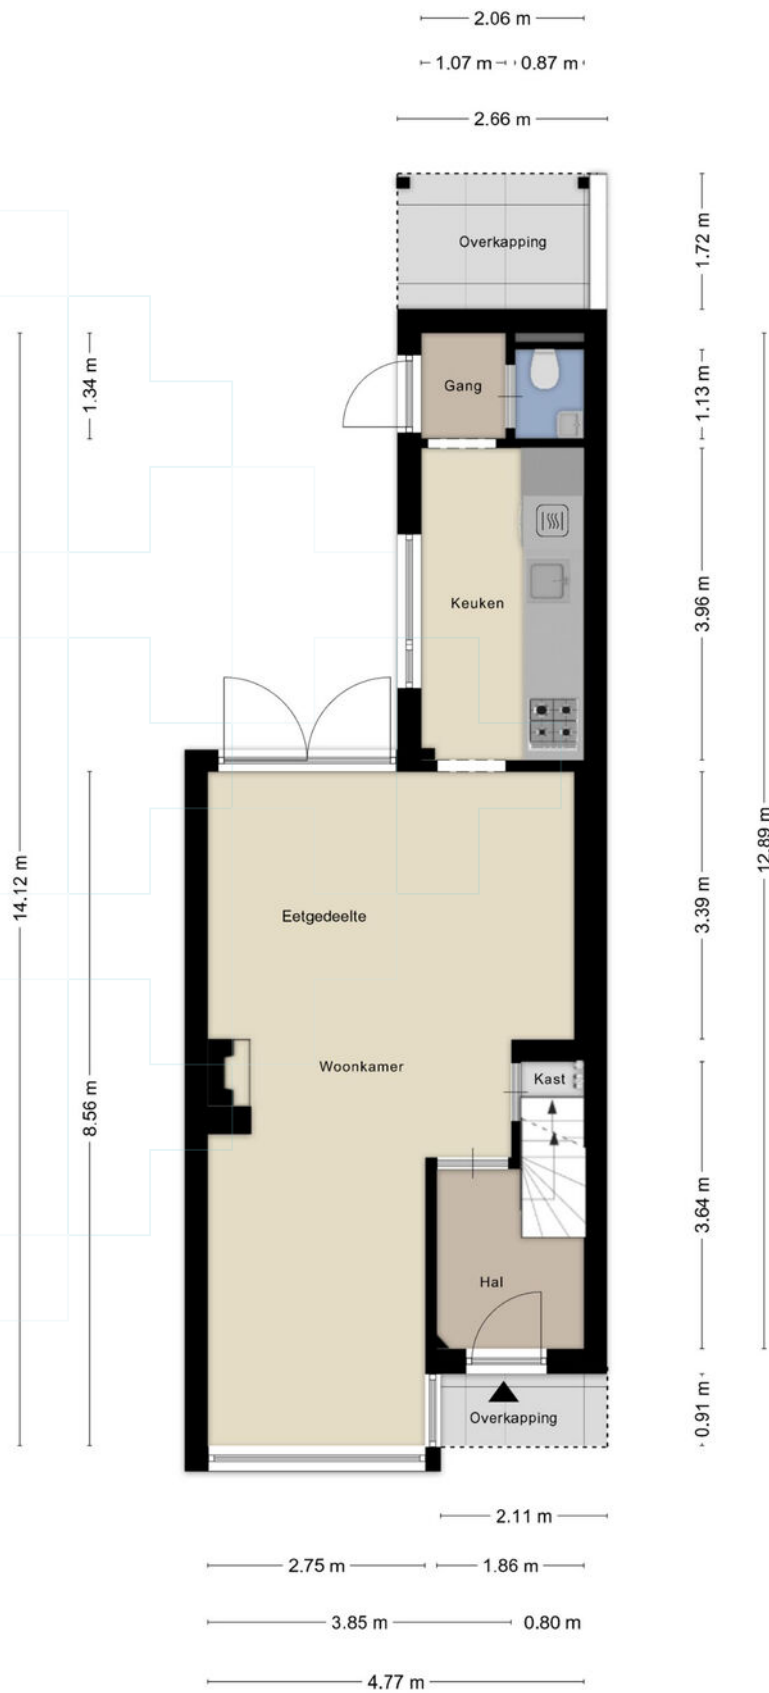 2.06 m
1.07 m
0.87 m
2.66 m
Overkapping
1.72 m
1.34 m
Gang
1.13 m
Keuken
3.96 m
14.12 m
12.89 m
Eetgedeelte
3.39 m
Woonkamer
Kast
8.56 m
3.64 m
Hal
Overkapping
0.91 m
2.11 m
2.75 m
1.86 m
3.85 m
0.80 m
4.77 m